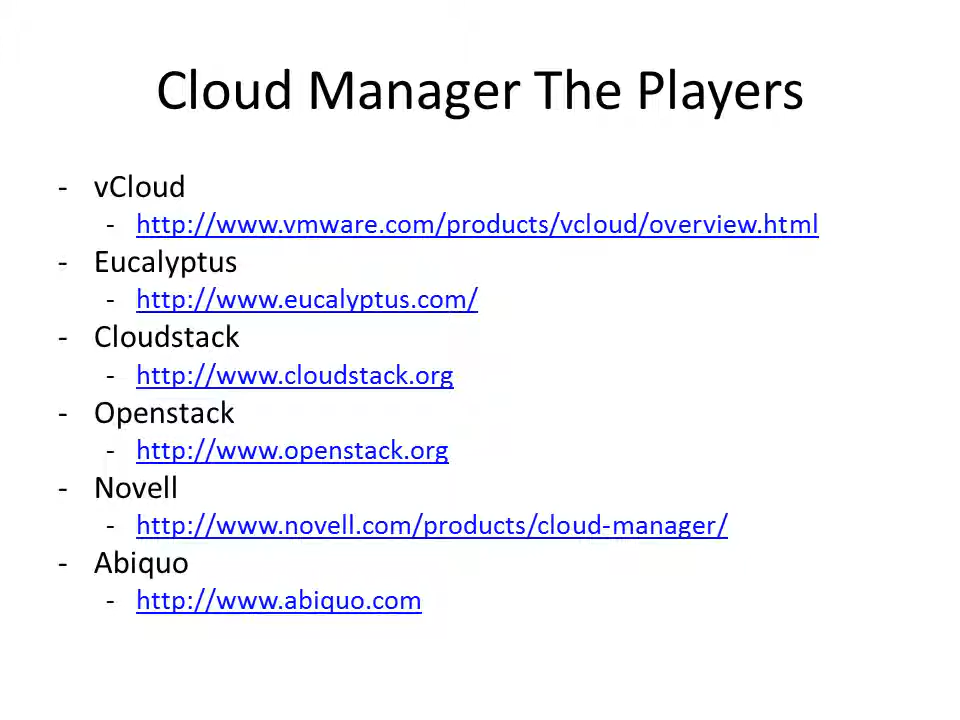 Cloud Manager The Players
- vCloud
- http://www.vmware.com/products/vcloud/overview.html
- Eucalyptus
- http://www.eucalyptus.com/
- Cloudstack
- http://www.cloudstack.org
- Openstack
- http://www.openstack.org
- Novell
- http://www.novell.com/products/cloud-manager/
- Abiquo
- http://www.abiquo.com